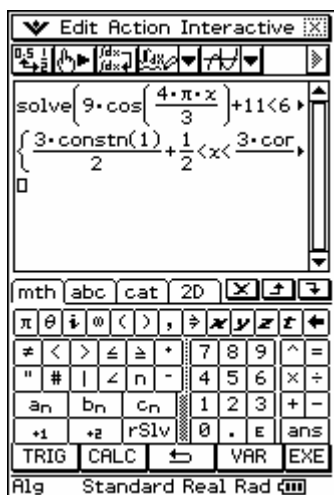 Edit Action Interactive
solve(9·cos(4·π·x/3)+11<6
{3·constn(1)/2+1/2<x<3·cor
mth abc cat 2D
π θ i ∞ ( ) , ⇒ x y z t ←
≠ < > ≤ ≥ 7 8 9 ^ =
" # | ∠ 4 5 6 × ÷
an bn cn 1 2 3 + -
+1 +2 rSlv 0 . E ans
TRIG CALC VAR EXE
Alg Standard Real Rad